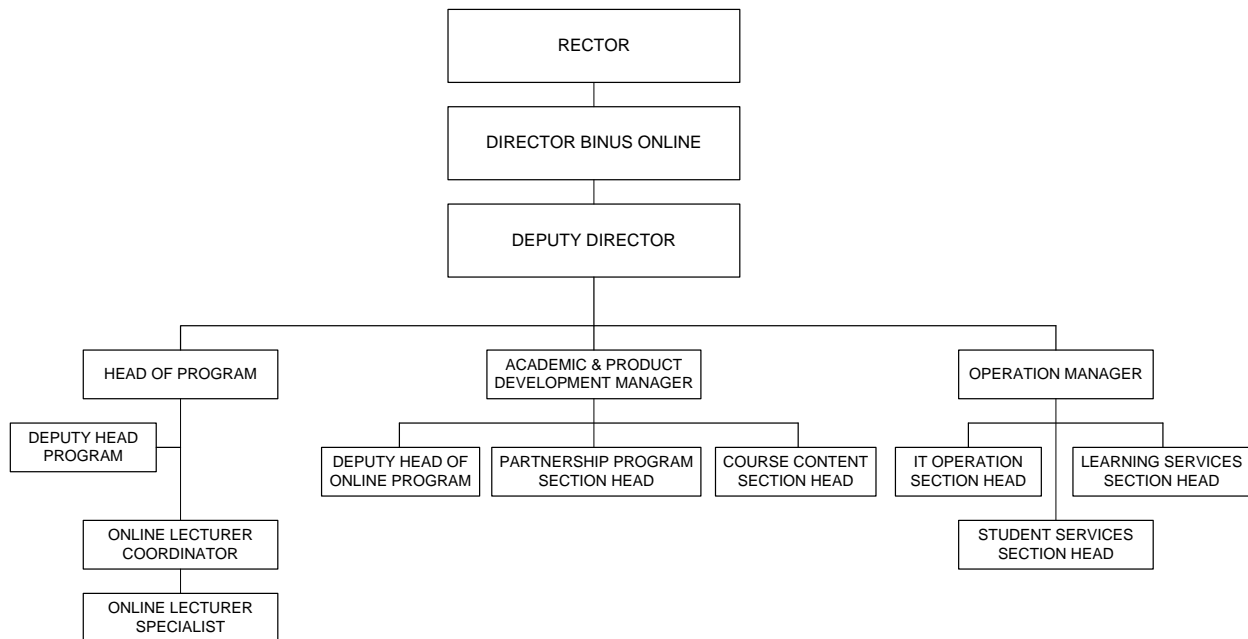 RECTOR
DIRECTOR BINUS ONLINE
DEPUTY DIRECTOR
HEAD OF PROGRAM
ACADEMIC & PRODUCT
DEVELOPMENT MANAGER
OPERATION MANAGER
DEPUTY HEAD
PROGRAM
DEPUTY HEAD OF
ONLINE PROGRAM
PARTNERSHIP PROGRAM
SECTION HEAD
COURSE CONTENT
SECTION HEAD
IT OPERATION
SECTION HEAD
LEARNING SERVICES
SECTION HEAD
ONLINE LECTURER
COORDINATOR
STUDENT SERVICES
SECTION HEAD
ONLINE LECTURER
SPECIALIST